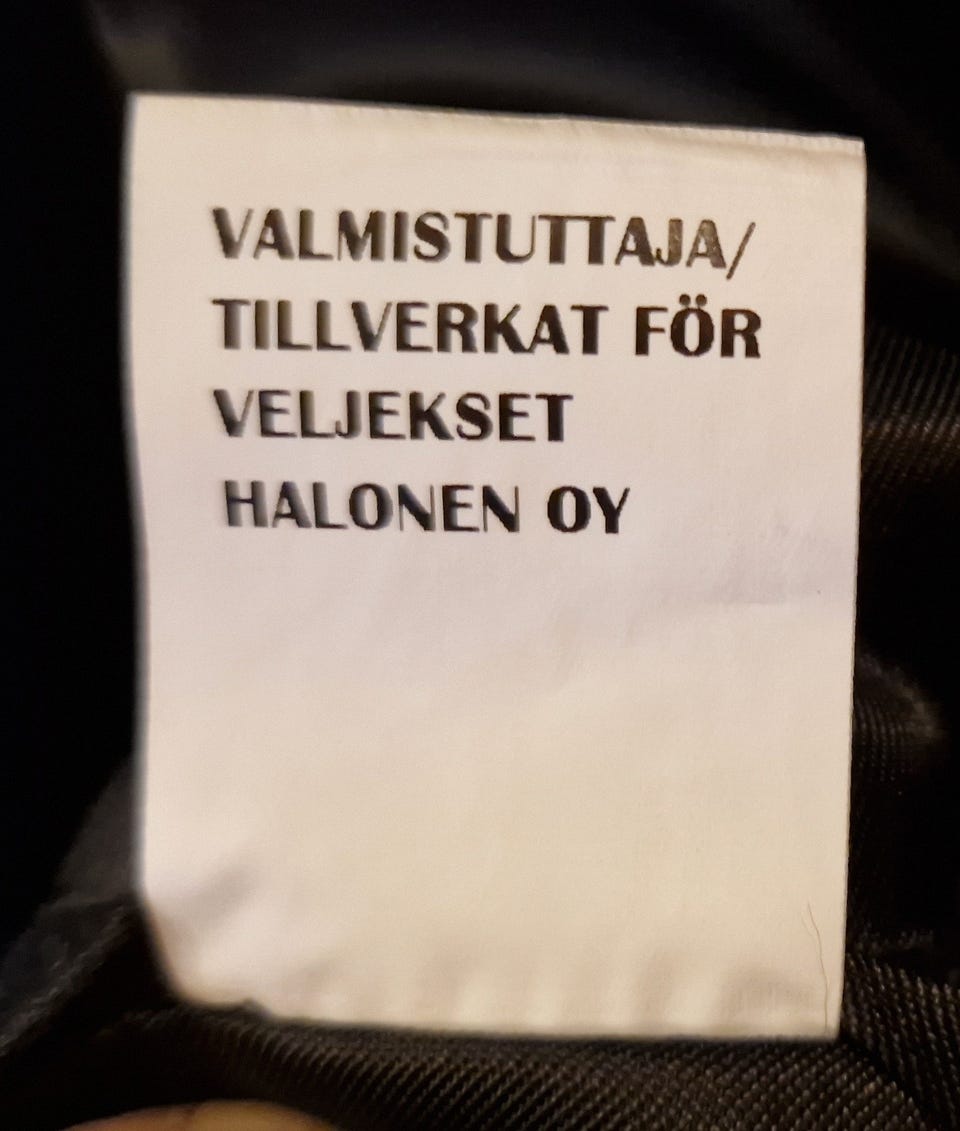 VALMISTUTTAJA/
TILLVERKAT FÖR
VELJEKSET
HALONEN OY